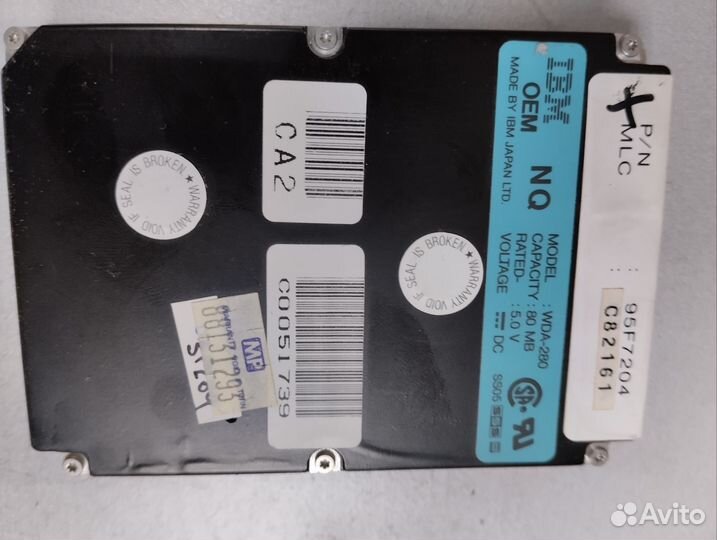 P/N : 95F7204
MLC : C82161
IBM
OEM NQ
MADE BY IBM JAPAN LTD.
MODEL : WDA-280
CAPACITY : 80 MB
RATED-
VOLTAGE : 5.0 V
DC
CA2
C0051739
WARRANTY VOID IF SEAL IS BROKEN
WARRANTY VOID IF SEAL IS BROKEN
MF
Avito